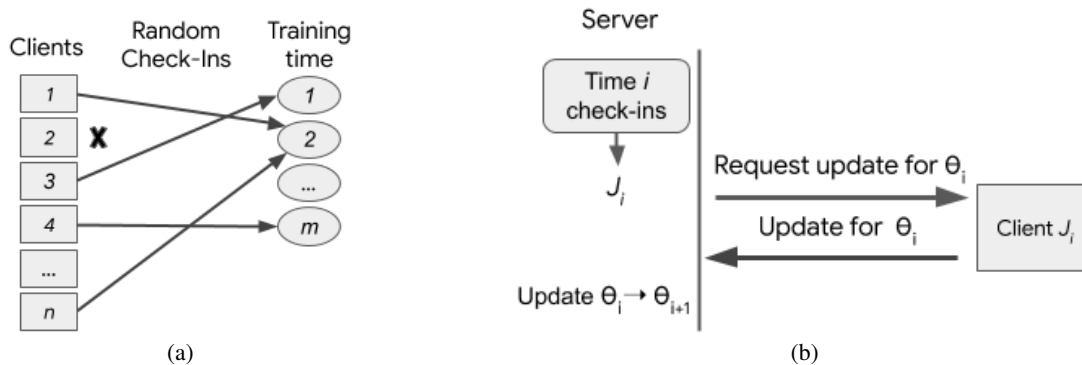 Clients
Random
Check-Ins
Training
time
1
2
X
3
4
...
n
1
2
...
m
(a)
Server
Time i
check-ins
J_i
Request update for θ_i
Update for θ_i
Client J_i
Update θ_i → θ_{i+1}
(b)